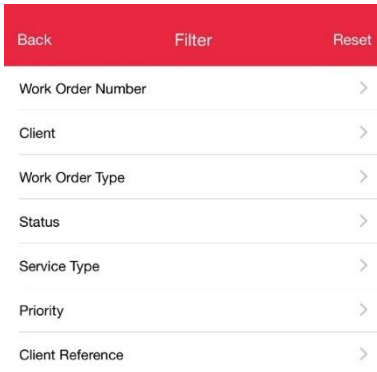 Back Filter Reset
Work Order Number
Client
Work Order Type
Status
Service Type
Priority
Client Reference